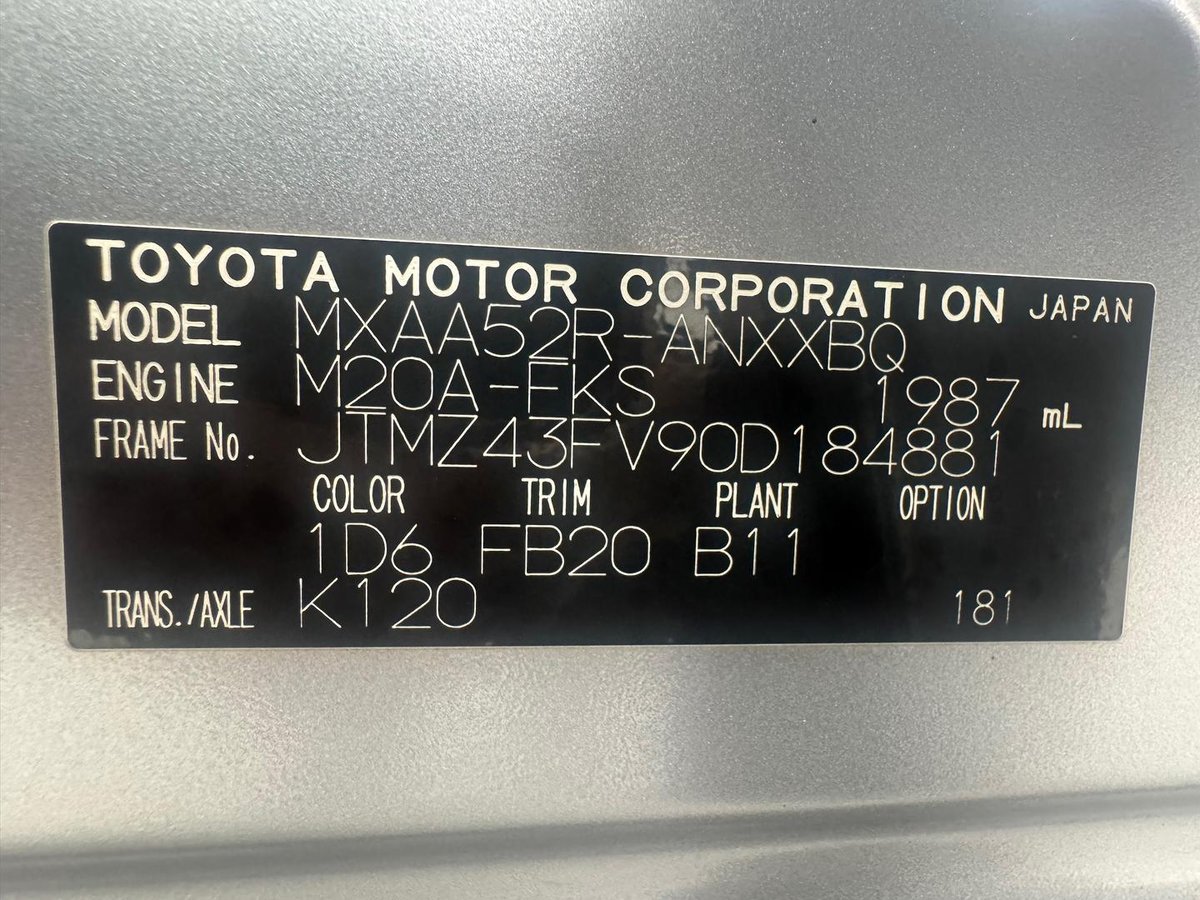 TOYOTA MOTOR CORPORATION JAPAN
MODEL MXAA52R-ANXXBQ
ENGINE M20A-FKS 1987 mL
FRAME No. JTMZ43FV90D184881
COLOR TRIM PLANT OPTION
1D6 FB20 B11
TRANS./AXLE K120 181